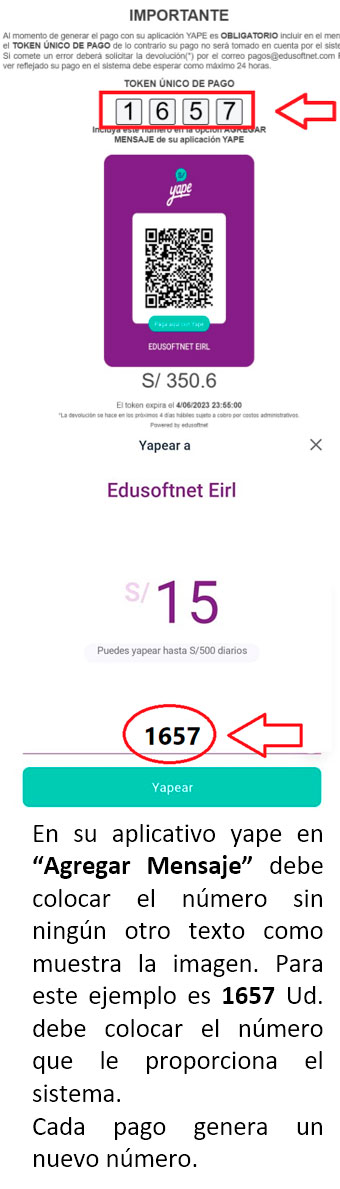 IMPORTANTE
Al momento de generar el pago con su aplicación YAPE es OBLIGATORIO incluir en el men
el TOKEN ÚNICO DE PAGO de lo contrario su pago no será tomado en cuenta por el siste
Si comete un error deberá solicitar la devolución(*) por el correo pagos@edusoftnet.com
ver reflejado su pago en el sistema debe esperar como máximo 24 horas.
TOKEN ÚNICO DE PAGO
1 6 5 7
Incluya este número en la opción AGREGAR
MENSAJE de su aplicación YAPE
yape
Paga aquí con Yape
EDUSOFTNET EIRL
S/ 350.6
El token expira el 4/06/2023 23:55:00
*La devolución se hace en los próximos 4 días hábiles sujeto a cobro por costos administrativos
Powered by edusoftnet
Yapear a
Edusoftnet Eirl
S/ 15
Puedes yapear hasta S/500 diarios
1657
Yapear
En su aplicativo yape en
“Agregar Mensaje” debe
colocar el número sin
ningún otro texto como
muestra la imagen. Para
este ejemplo es 1657 Ud.
debe colocar el número
que le proporciona el
sistema.
Cada pago genera un
nuevo número.